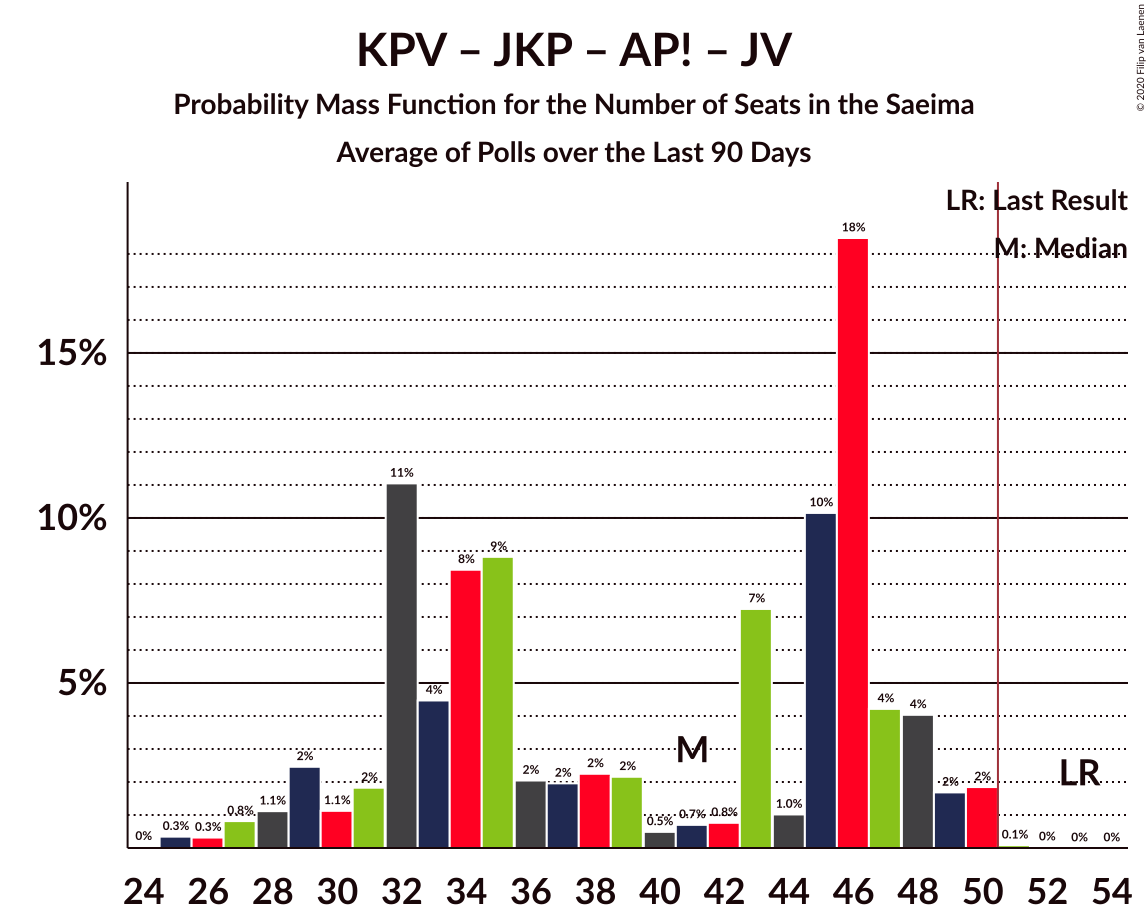 KPV – JKP – AP! – JV
Probability Mass Function for the Number of Seats in the Saeima
Average of Polls over the Last 90 Days
© 2020 Filip van Laenen
LR: Last Result
M: Median
15%
10%
5%
0% 0.3% 0.3% 0.8% 1.1% 2% 1.1% 2% 11% 4% 8% 9% 2% 2% 2% 2% 0.5% 0.7% 0.8% 7% 1.0% 10% 18% 4% 4% 2% 2% 0.1% 0% 0% 0%
M
LR
24 26 28 30 32 34 36 38 40 42 44 46 48 50 52 54